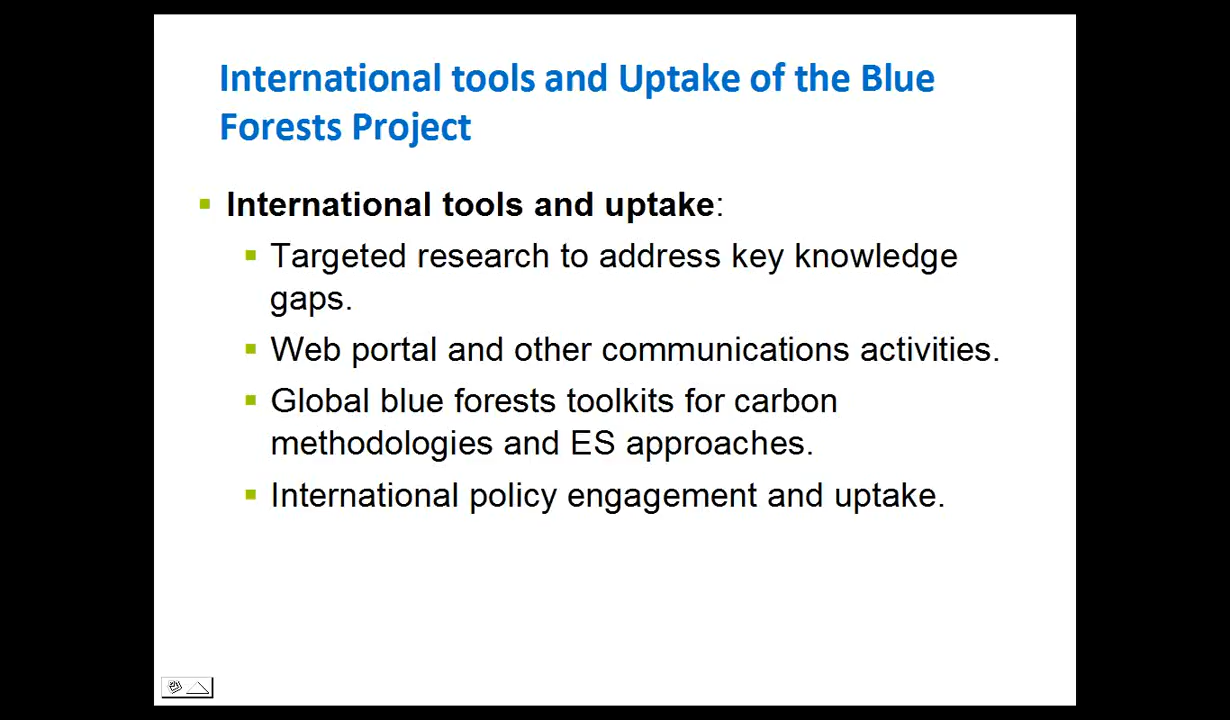 International tools and Uptake of the Blue
Forests Project
International tools and uptake:
Targeted research to address key knowledge
gaps.
Web portal and other communications activities.
Global blue forests toolkits for carbon
methodologies and ES approaches.
International policy engagement and uptake.